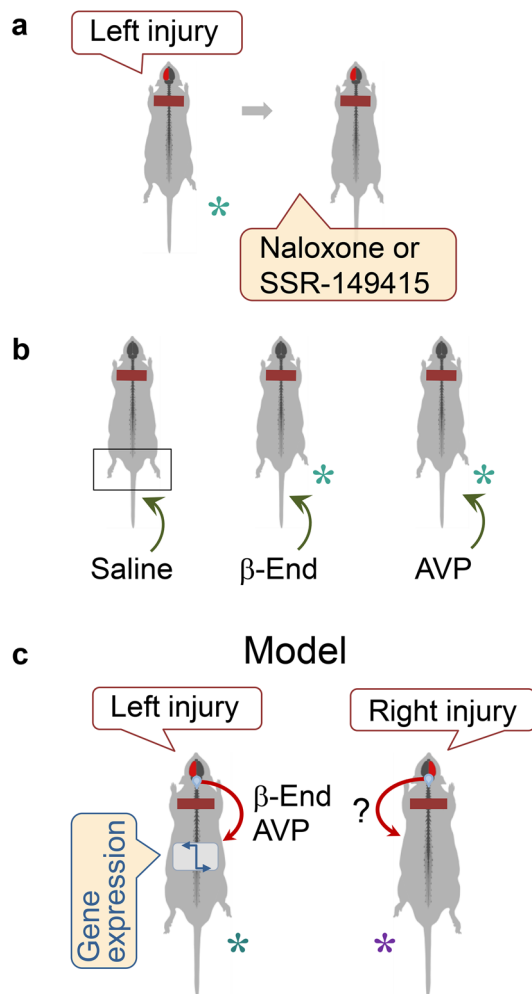 a
Left injury
*
Naloxone or
SSR-149415
b
* *
Saline β-End AVP
c
Model
Left injury
Right injury
β-End
AVP
?
Gene
expression
* *